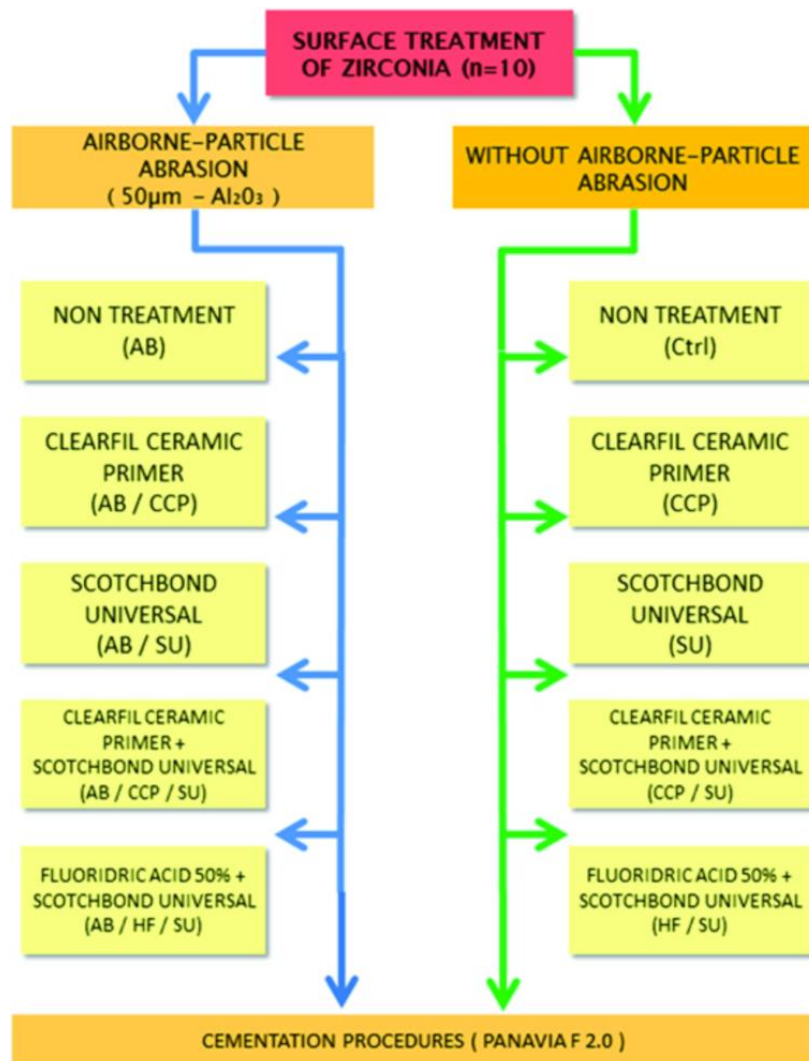 SURFACE TREATMENT
OF ZIRCONIA (n=10)
AIRBORNE-PARTICLE
ABRASION
( 50µm - Al2O3 )
WITHOUT AIRBORNE-PARTICLE
ABRASION
NON TREATMENT
(AB)
NON TREATMENT
(Ctrl)
CLEARFIL CERAMIC
PRIMER
(AB / CCP)
CLEARFIL CERAMIC
PRIMER
(CCP)
SCOTCHBOND
UNIVERSAL
(AB / SU)
SCOTCHBOND
UNIVERSAL
(SU)
CLEARFIL CERAMIC
PRIMER +
SCOTCHBOND UNIVERSAL
(AB / CCP / SU)
CLEARFIL CERAMIC
PRIMER +
SCOTCHBOND UNIVERSAL
(CCP / SU)
FLUORIDRIC ACID 50% +
SCOTCHBOND UNIVERSAL
(AB / HF / SU)
FLUORIDRIC ACID 50% +
SCOTCHBOND UNIVERSAL
(HF / SU)
CEMENTATION PROCEDURES ( PANAVIA F 2.0 )